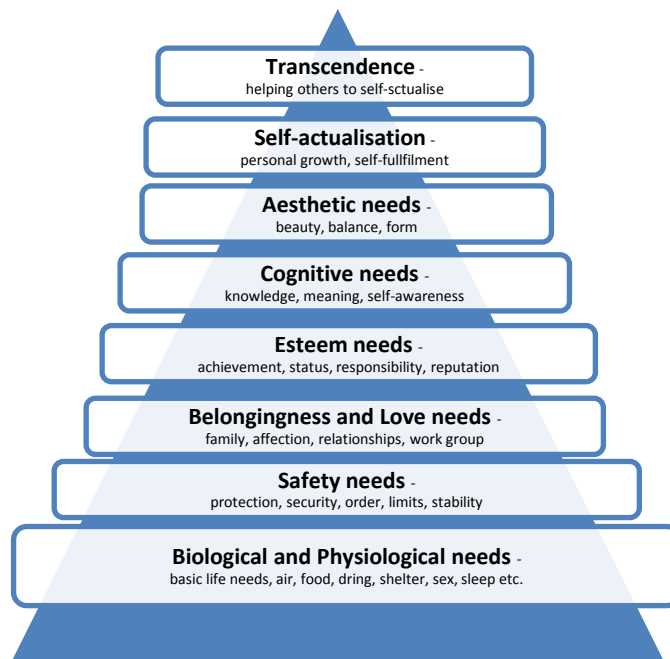 Transcendence -
helping others to self-sctualise
Self-actualisation -
personal growth, self-fullfilment
Aesthetic needs -
beauty, balance, form
Cognitive needs -
knowledge, meaning, self-awareness
Esteem needs -
achievement, status, responsibility, reputation
Belongingness and Love needs -
family, affection, relationships, work group
Safety needs -
protection, security, order, limits, stability
Biological and Physiological needs -
basic life needs, air, food, dring, shelter, sex, sleep etc.